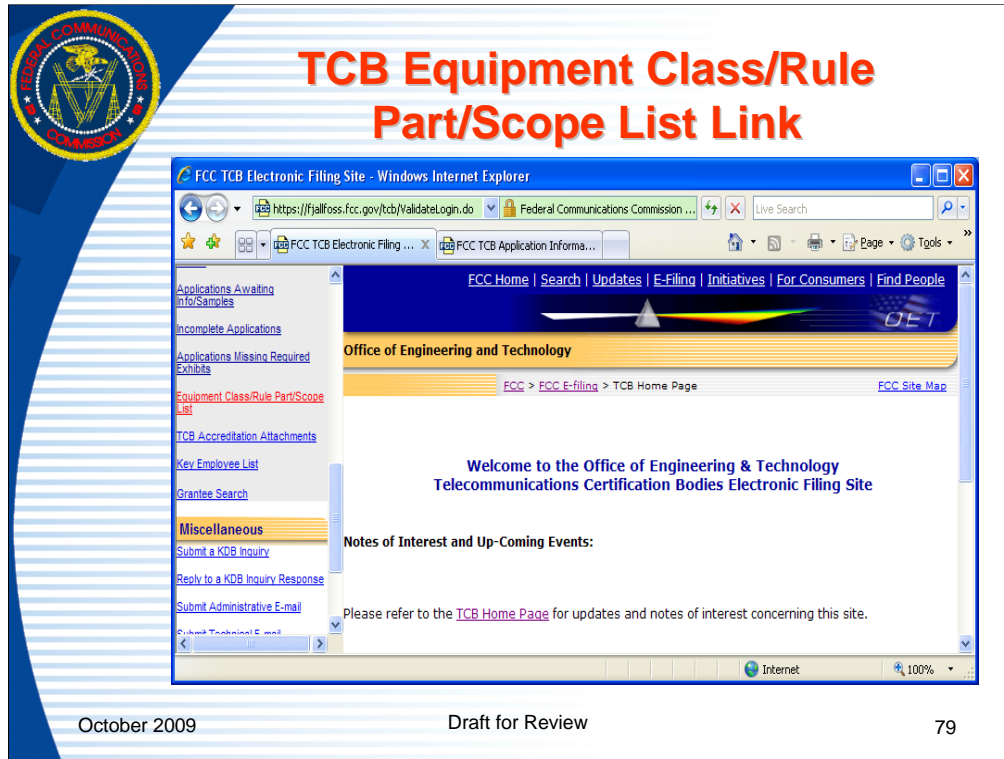 FEDERAL COMMUNICATIONS COMMISSION
TCB Equipment Class/Rule
Part/Scope List Link
FCC TCB Electronic Filing Site - Windows Internet Explorer
https://fjallfoss.fcc.gov/tcb/ValidateLogin.do
Federal Communications Commission ...
Live Search
FCC TCB Electronic Filing ...
FCC TCB Application Informa...
Page
Tools
»
Applications Awaiting
Info/Samples
Incomplete Applications
Applications Missing Required
Exhibits
Equipment Class/Rule Part/Scope
List
TCB Accreditation Attachments
Key Employee List
Grantee Search
Miscellaneous
Submit a KDB Inquiry
Reply to a KDB Inquiry Response
Submit Administrative E-mail
Submit Technical E-mail
FCC Home | Search | Updates | E-Filing | Initiatives | For Consumers | Find People
OET
Office of Engineering and Technology
FCC > FCC E-filing > TCB Home Page
FCC Site Map
Welcome to the Office of Engineering & Technology
Telecommunications Certification Bodies Electronic Filing Site
Notes of Interest and Up-Coming Events:
Please refer to the TCB Home Page for updates and notes of interest concerning this site.
Internet
100%
October 2009
Draft for Review
79